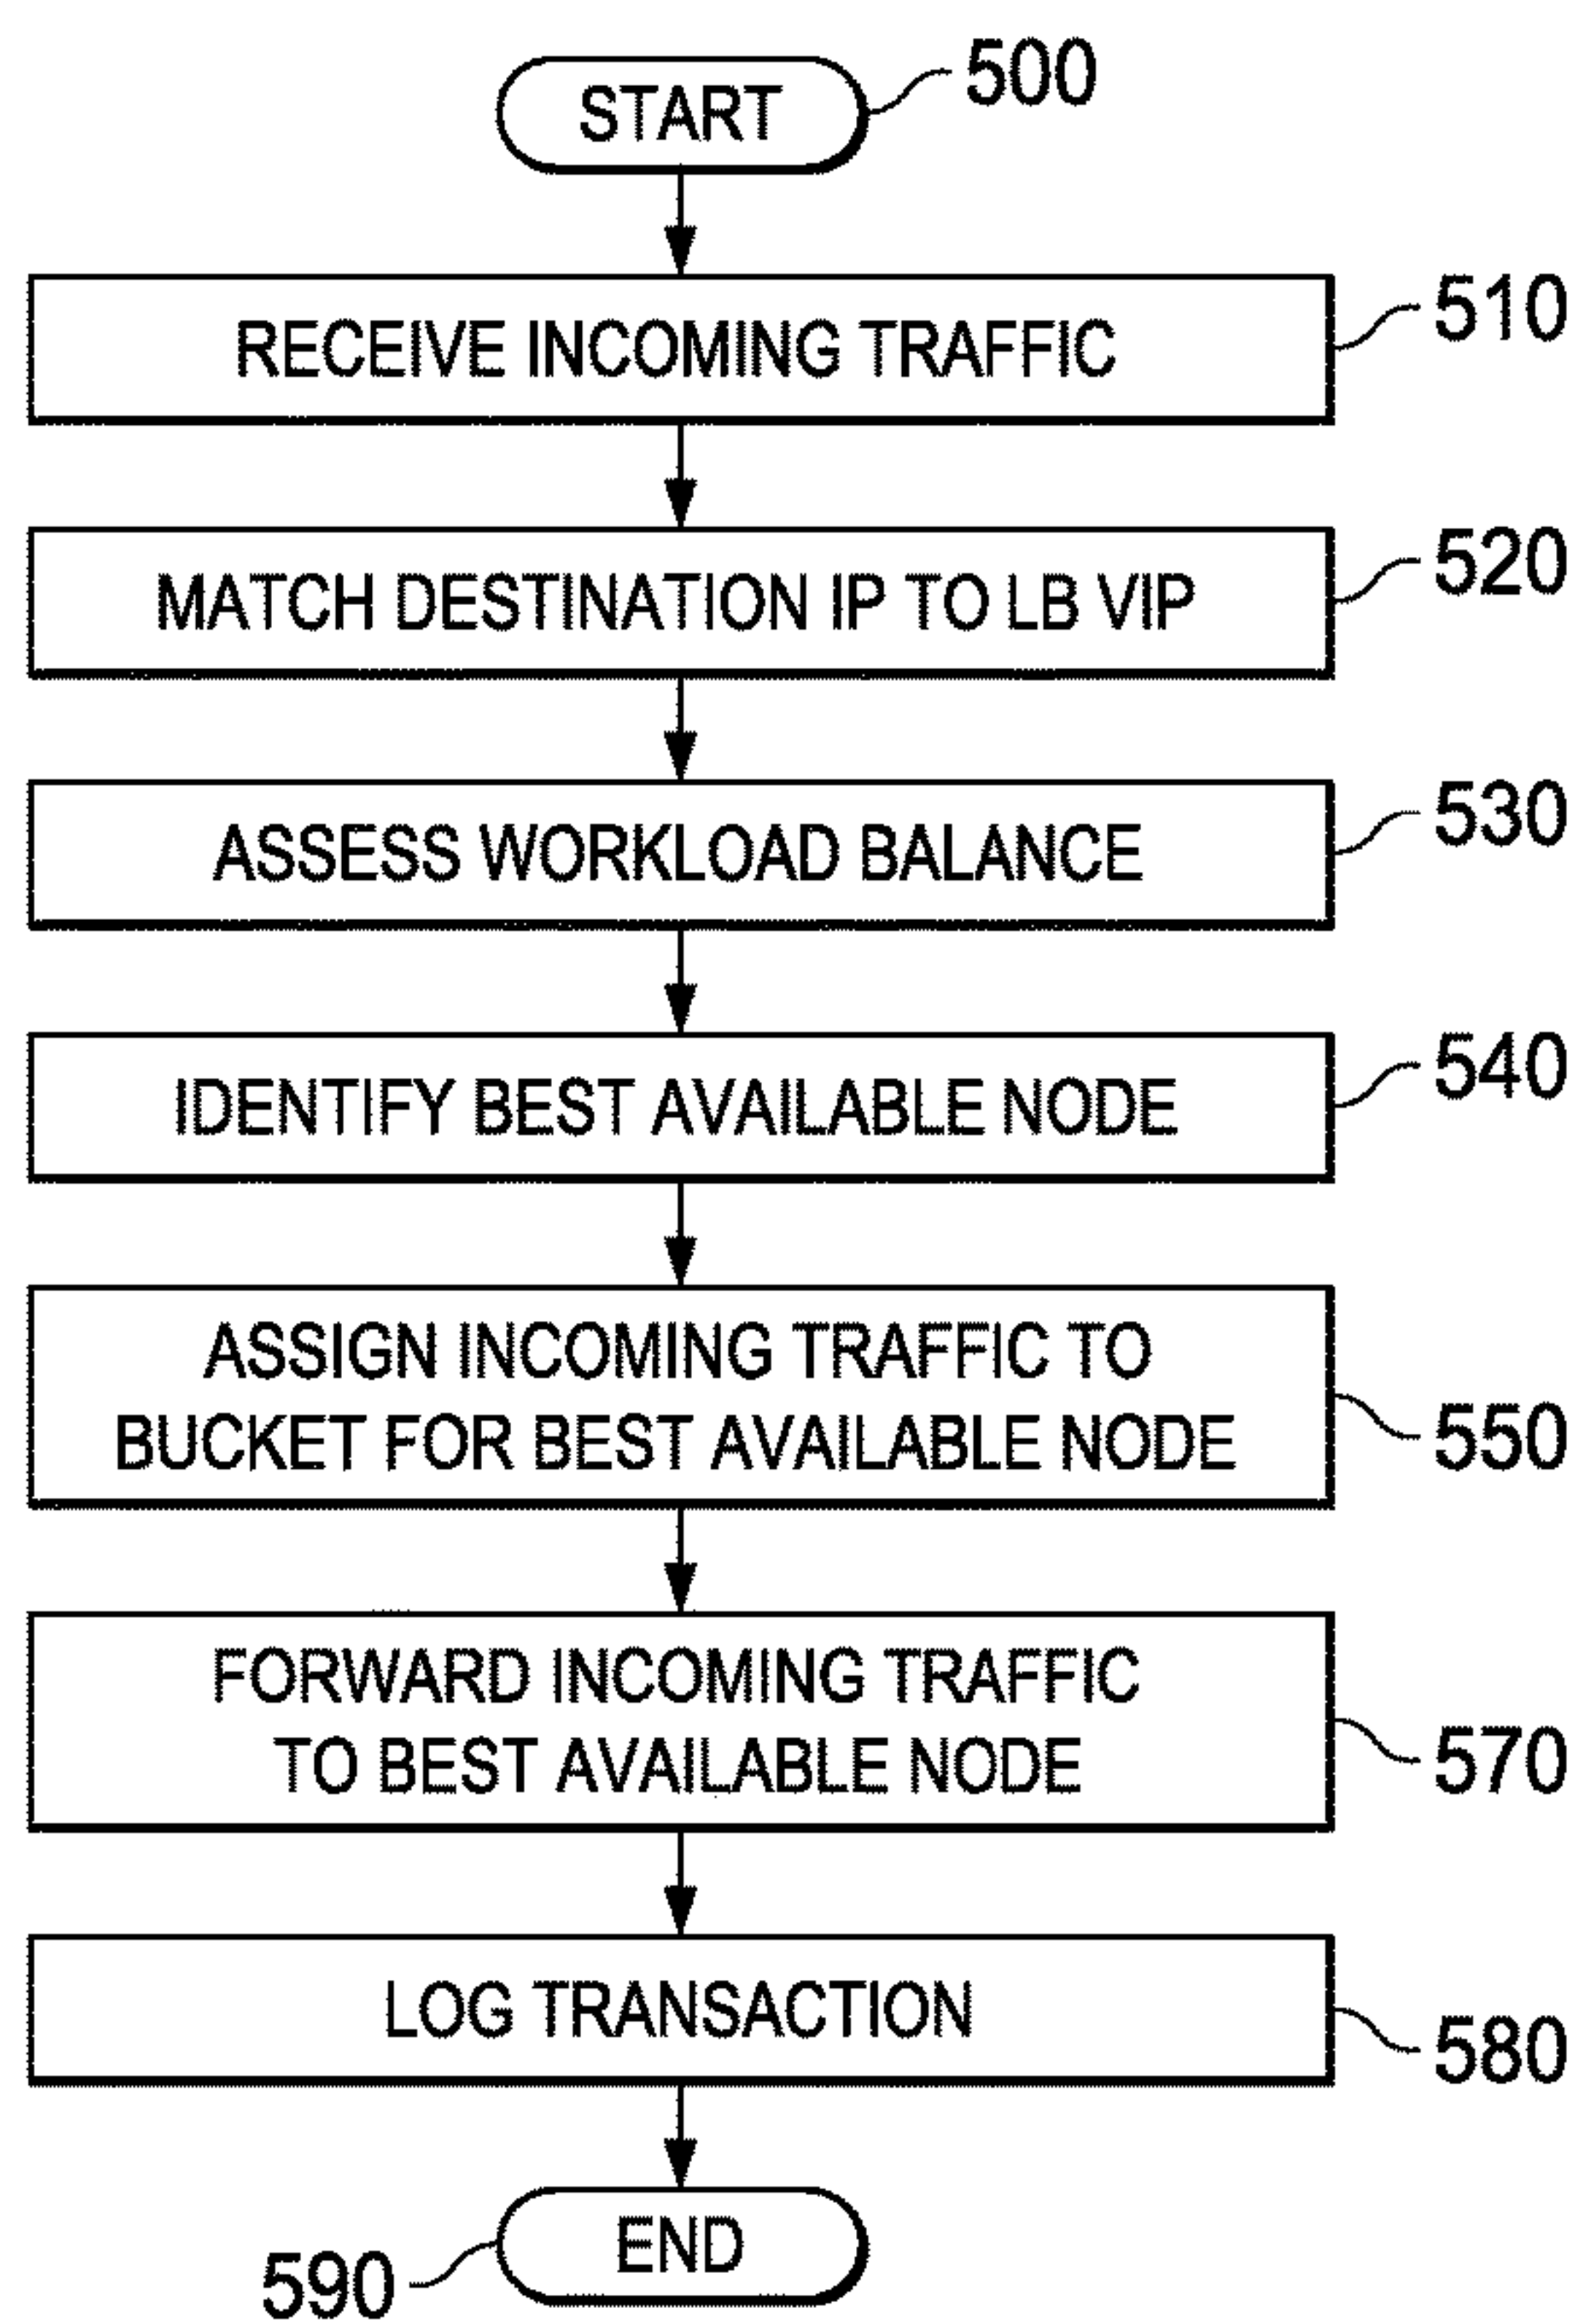 START
500
RECEIVE INCOMING TRAFFIC
510
MATCH DESTINATION IP TO LB VIP
520
ASSESS WORKLOAD BALANCE
530
IDENTIFY BEST AVAILABLE NODE
540
ASSIGN INCOMING TRAFFIC TO
BUCKET FOR BEST AVAILABLE NODE
550
FORWARD INCOMING TRAFFIC
TO BEST AVAILABLE NODE
570
LOG TRANSACTION
580
END
590